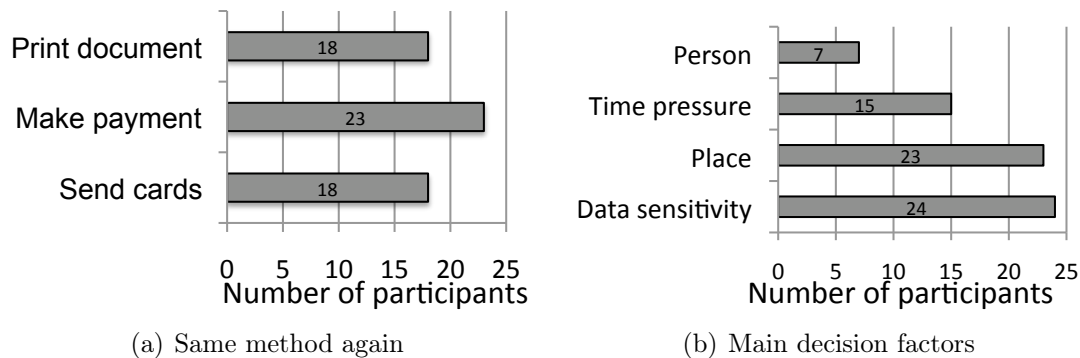 Print document
18
Make payment
23
Send cards
18
0 5 10 15 20 25
Number of participants
(a) Same method again
Person
7
Time pressure
15
Place
23
Data sensitivity
24
0 5 10 15 20 25
Number of participants
(b) Main decision factors